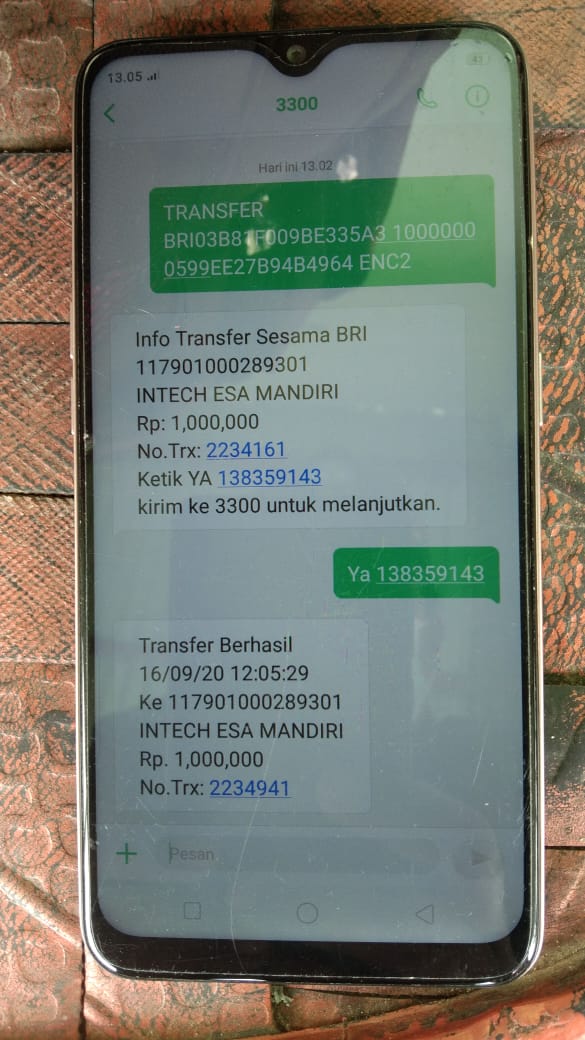 13.05
43
3300
Hari ini 13.02
TRANSFER
BRI03B81F009BE335A3 1000000
0599EE27B94B4964 ENC2
Info Transfer Sesama BRI
117901000289301
INTECH ESA MANDIRI
Rp: 1,000,000
No.Trx: 2234161
Ketik YA 138359143
kirim ke 3300 untuk melanjutkan.
Ya 138359143
Transfer Berhasil
16/09/20 12:05:29
Ke 117901000289301
INTECH ESA MANDIRI
Rp. 1,000,000
No.Trx: 2234941
Pesan